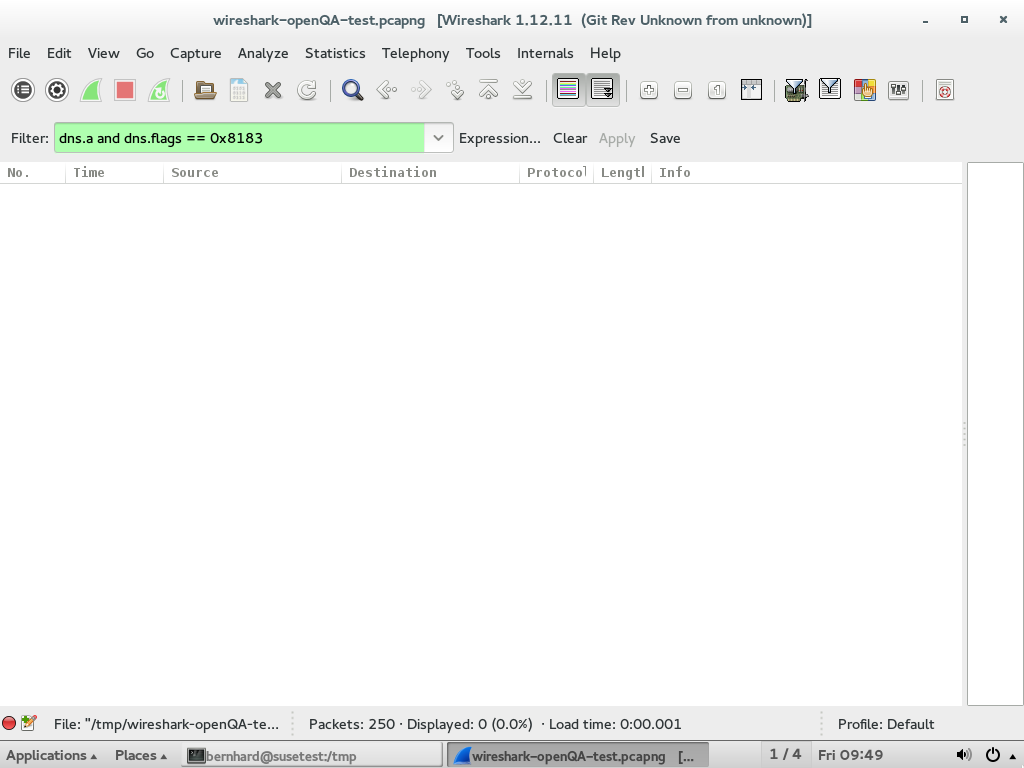 wireshark-openQA-test.pcapng   [Wireshark 1.12.11  (Git Rev Unknown from unknown)]
File Edit View Go Capture Analyze Statistics Telephony Tools Internals Help
Filter: dns.a and dns.flags == 0x8183 Expression... Clear Apply Save
No. Time Source Destination Protocol Lengtl Info
File: "/tmp/wireshark-openQA-te... Packets: 250 · Displayed: 0 (0.0%)  · Load time: 0:00.001 Profile: Default
Applications Places bernhard@susetest:/tmp wireshark-openQA-test.pcapng   [... 1 / 4 Fri 09:49